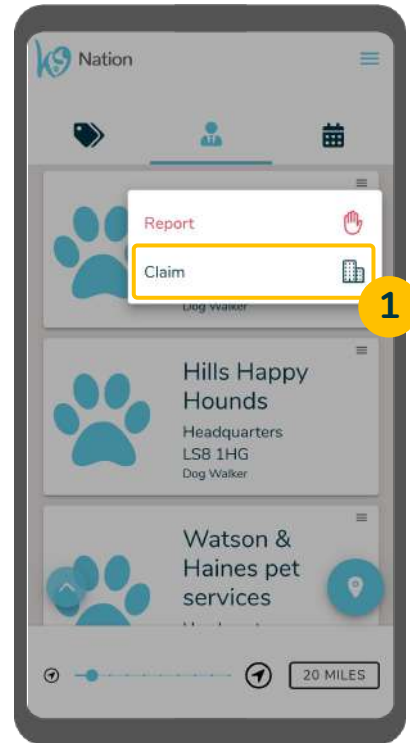 K9 Nation
Report
Claim
1
Dog Walker
Hills Happy
Hounds
Headquarters
LS8 1HG
Dog Walker
Watson &
Haines pet
services
20 MILES